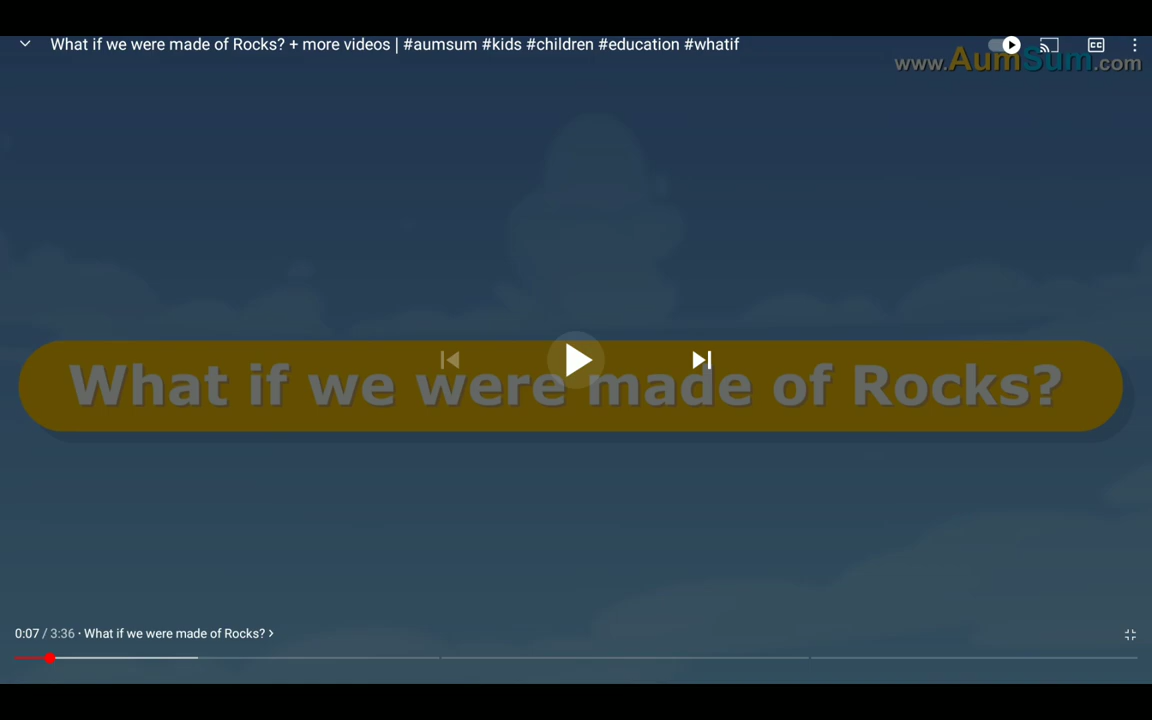 What if we were made of Rocks? + more videos | #aumsum #kids #children #education #whatif
CC
www.AumSum.com
What if we were made of Rocks?
0:07 / 3:36 · What if we were made of Rocks? ›